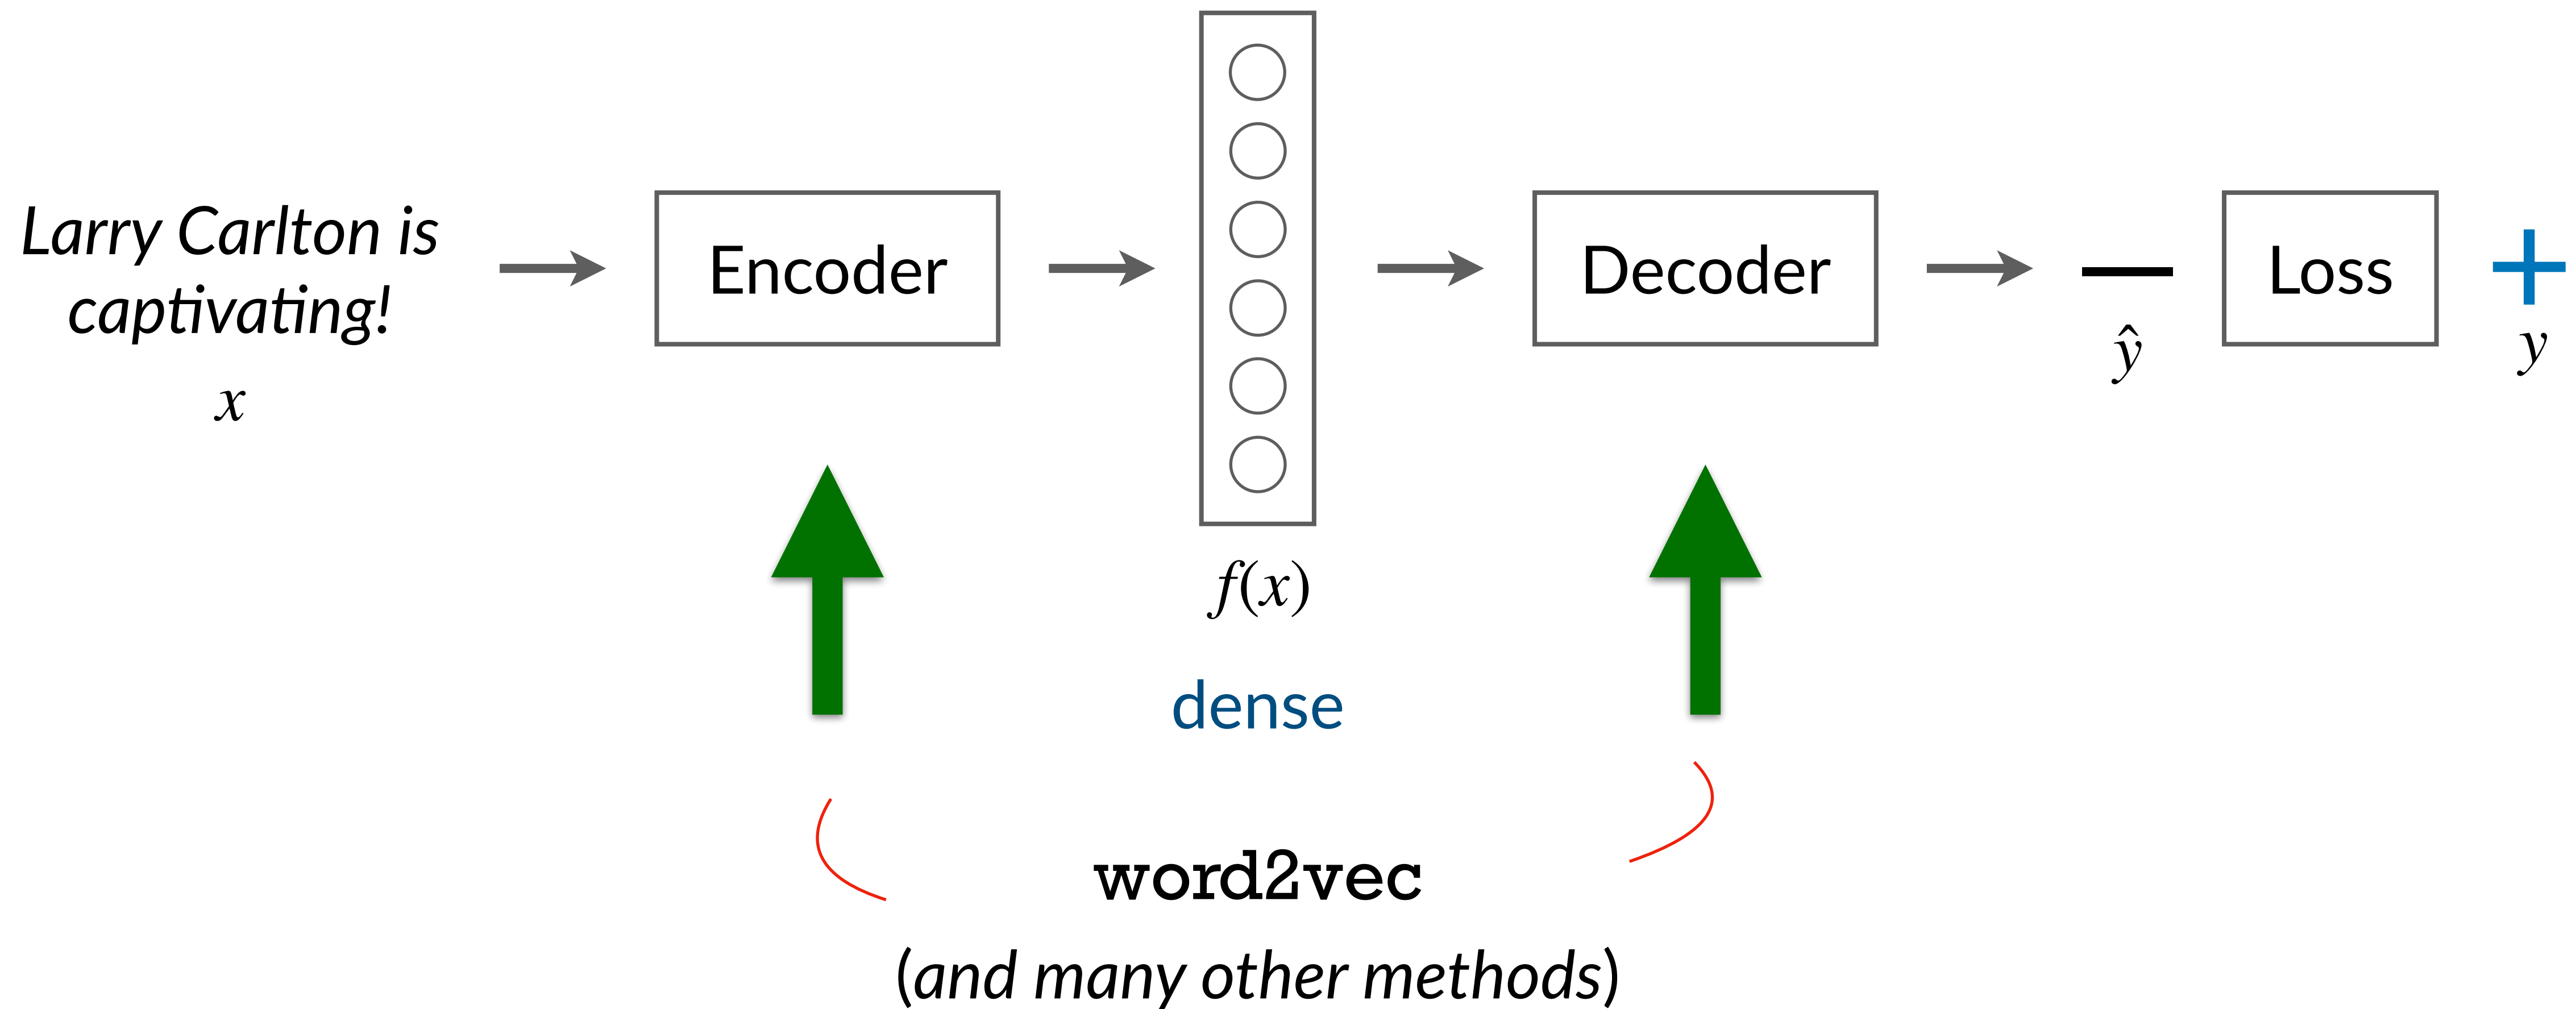 Larry Carlton is
captivating!
x
Encoder
f(x)
dense
Decoder
ŷ
Loss
y
word2vec
(and many other methods)